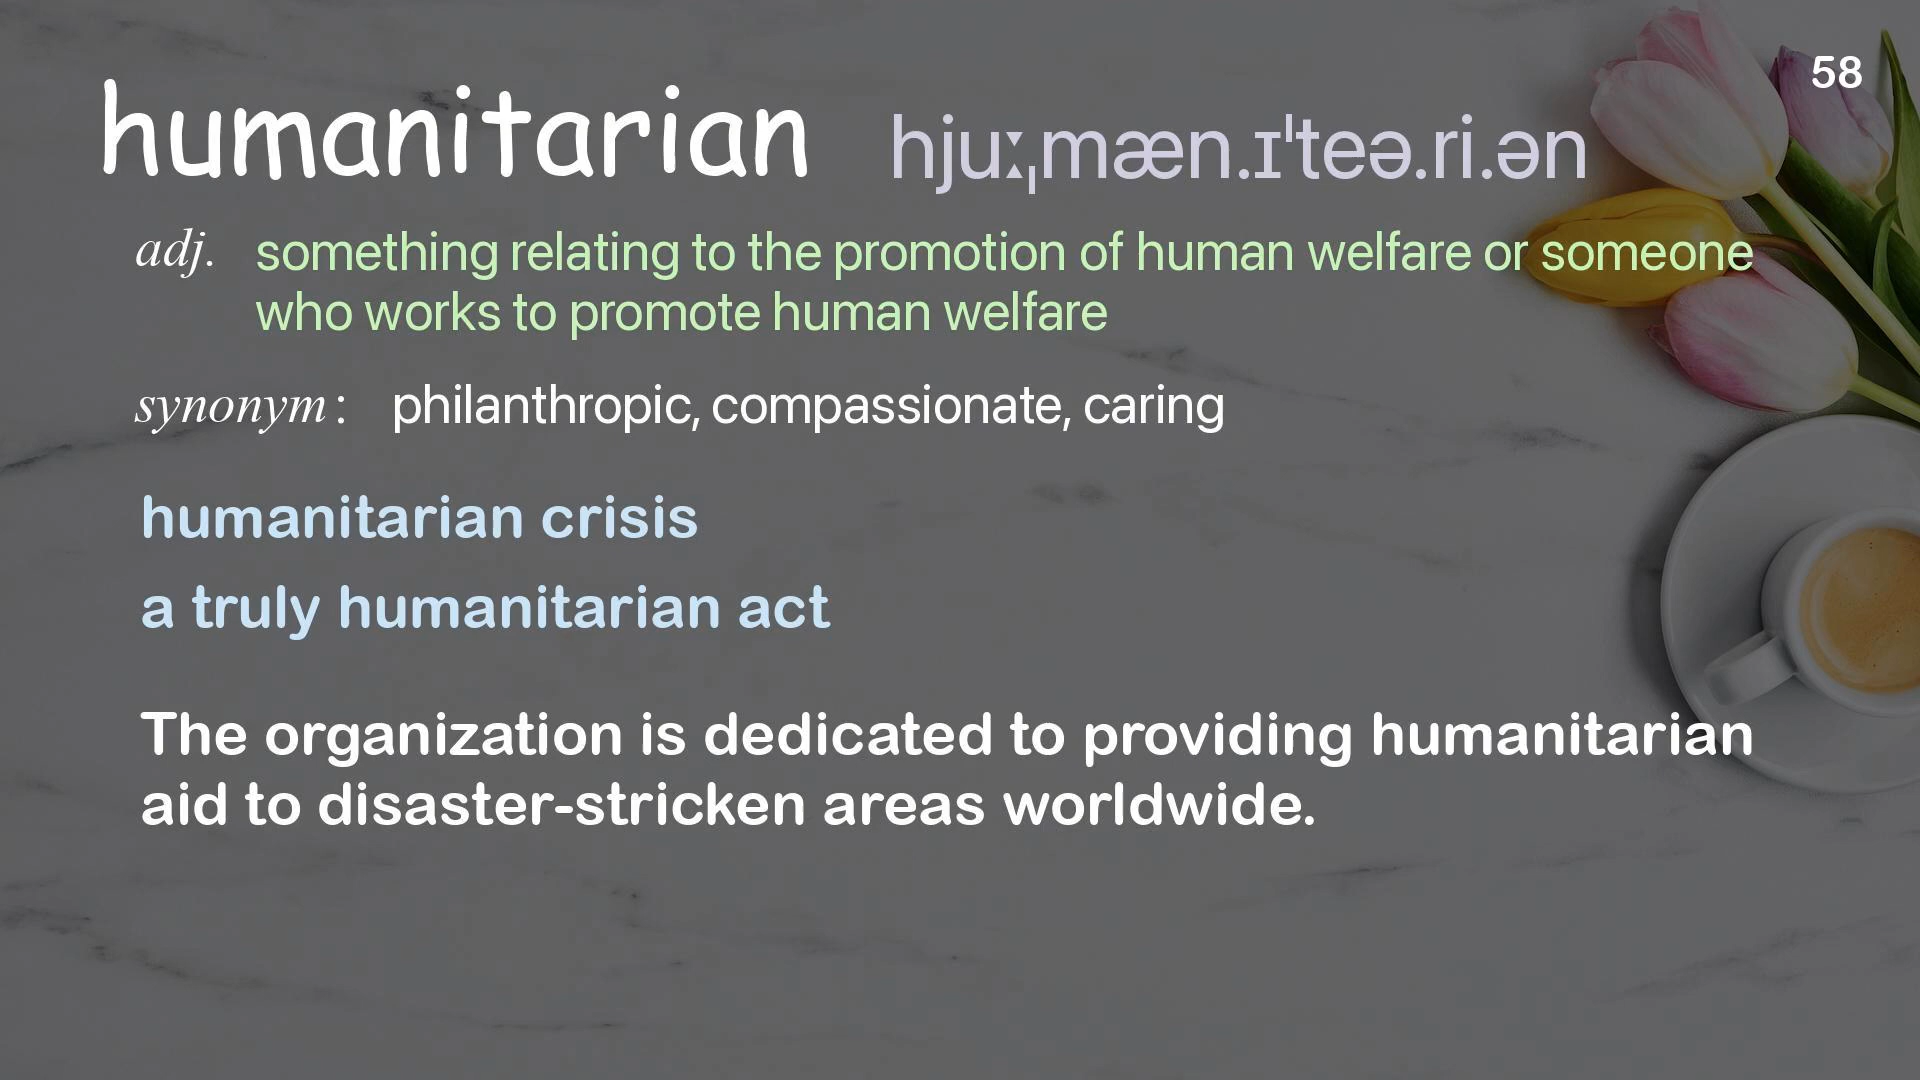 58
humanitarian hjuːˌmæn.ɪˈteə.ri.ən
adj. something relating to the promotion of human welfare or someone
who works to promote human welfare
synonym : philanthropic, compassionate, caring
humanitarian crisis
a truly humanitarian act
The organization is dedicated to providing humanitarian
aid to disaster-stricken areas worldwide.